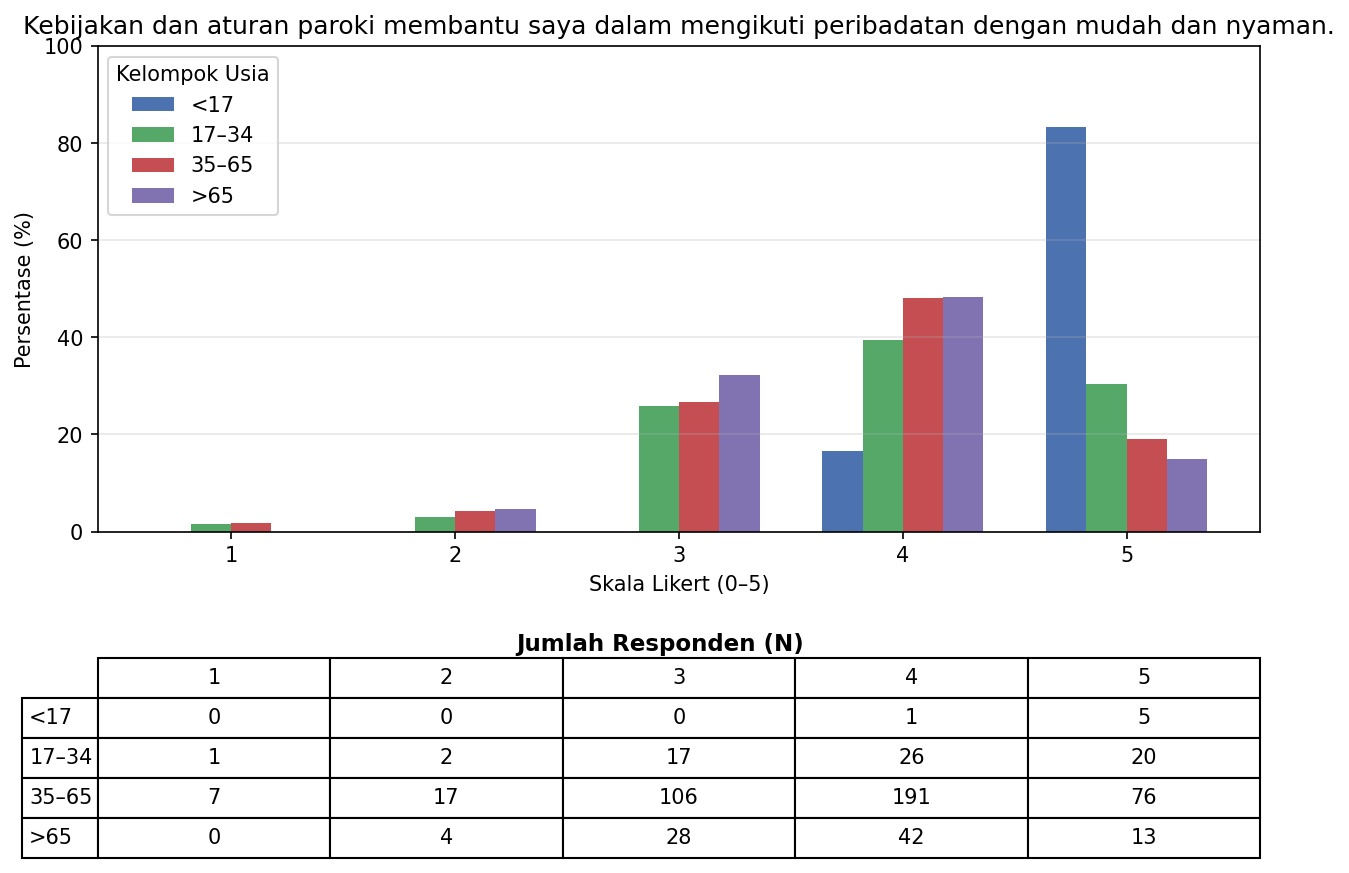 Kebijakan dan aturan paroki membantu saya dalam mengikuti peribadatan dengan mudah dan nyaman.
100
80
60
40
20
0
Persentase (%)
Kelompok Usia
<17
17–34
35–65
>65
1 2 3 4 5
Skala Likert (0–5)
Jumlah Responden (N)
1 2 3 4 5
<17 0 0 0 1 5
17–34 1 2 17 26 20
35–65 7 17 106 191 76
>65 0 4 28 42 13